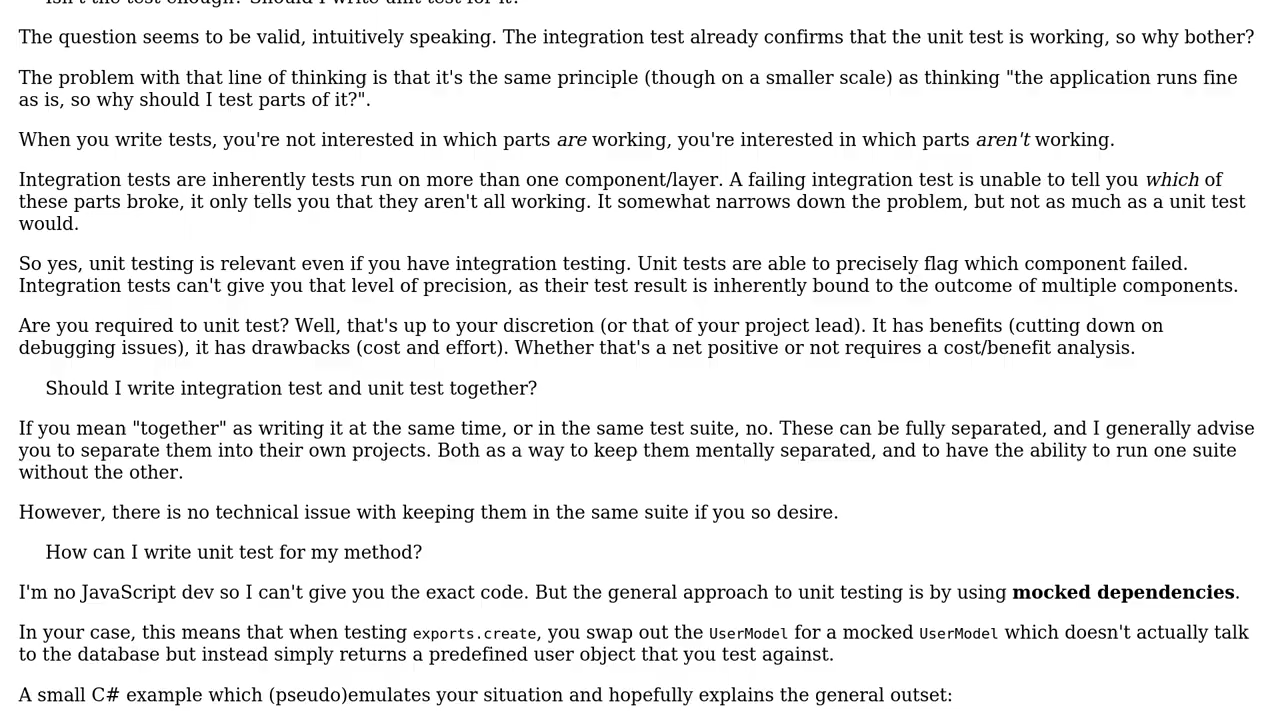 Isn't the test enough? Should I write unit test for it?
The question seems to be valid, intuitively speaking. The integration test already confirms that the unit test is working, so why bother?
The problem with that line of thinking is that it's the same principle (though on a smaller scale) as thinking "the application runs fine
as is, so why should I test parts of it?".
When you write tests, you're not interested in which parts are working, you're interested in which parts aren't working.
Integration tests are inherently tests run on more than one component/layer. A failing integration test is unable to tell you which of
these parts broke, it only tells you that they aren't all working. It somewhat narrows down the problem, but not as much as a unit test
would.
So yes, unit testing is relevant even if you have integration testing. Unit tests are able to precisely flag which component failed.
Integration tests can't give you that level of precision, as their test result is inherently bound to the outcome of multiple components.
Are you required to unit test? Well, that's up to your discretion (or that of your project lead). It has benefits (cutting down on
debugging issues), it has drawbacks (cost and effort). Whether that's a net positive or not requires a cost/benefit analysis.
Should I write integration test and unit test together?
If you mean "together" as writing it at the same time, or in the same test suite, no. These can be fully separated, and I generally advise
you to separate them into their own projects. Both as a way to keep them mentally separated, and to have the ability to run one suite
without the other.
However, there is no technical issue with keeping them in the same suite if you so desire.
How can I write unit test for my method?
I'm no JavaScript dev so I can't give you the exact code. But the general approach to unit testing is by using mocked dependencies.
In your case, this means that when testing exports.create, you swap out the UserModel for a mocked UserModel which doesn't actually talk
to the database but instead simply returns a predefined user object that you test against.
A small C# example which (pseudo)emulates your situation and hopefully explains the general outset: